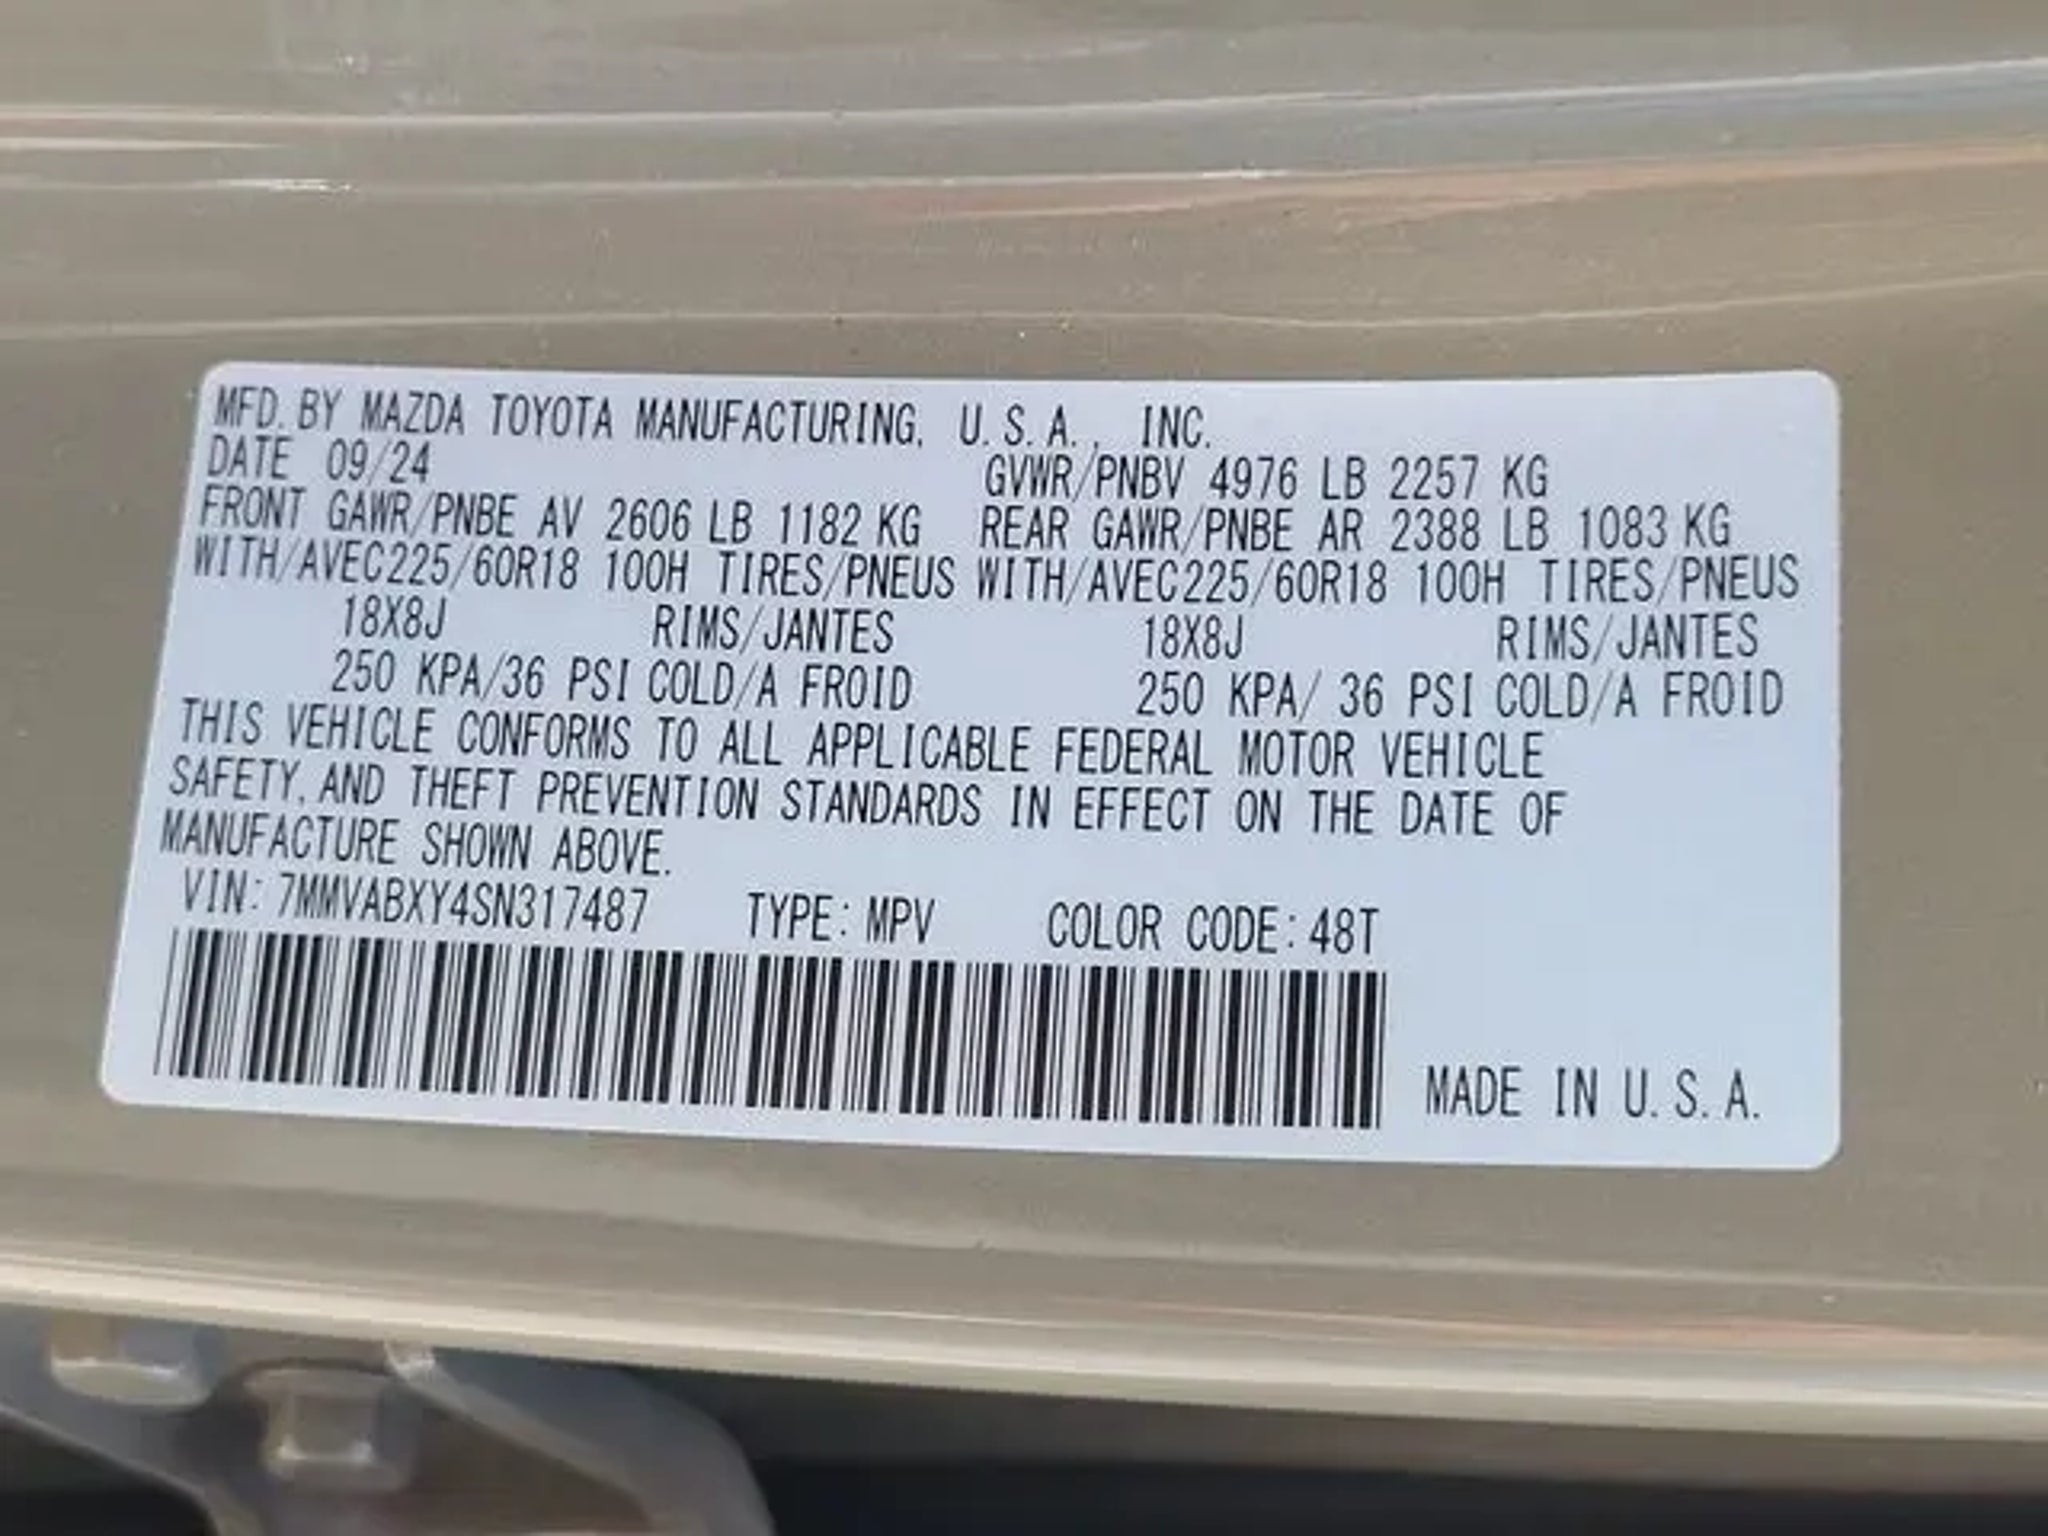 MFD. BY MAZDA TOYOTA MANUFACTURING, U.S.A., INC.
DATE 09/24 GVWR/PNBV 4976 LB 2257 KG
FRONT GAWR/PNBE AV 2606 LB 1182 KG REAR GAWR/PNBE AR 2388 LB 1083 KG
WITH/AVEC225/60R18 100H TIRES/PNEUS WITH/AVEC225/60R18 100H TIRES/PNEUS
18X8J RIMS/JANTES 18X8J RIMS/JANTES
250 KPA/36 PSI COLD/A FROID 250 KPA/ 36 PSI COLD/A FROID
THIS VEHICLE CONFORMS TO ALL APPLICABLE FEDERAL MOTOR VEHICLE
SAFETY, AND THEFT PREVENTION STANDARDS IN EFFECT ON THE DATE OF
MANUFACTURE SHOWN ABOVE.
VIN: 7MMVABXY4SN317487 TYPE: MPV COLOR CODE: 48T
MADE IN U.S.A.